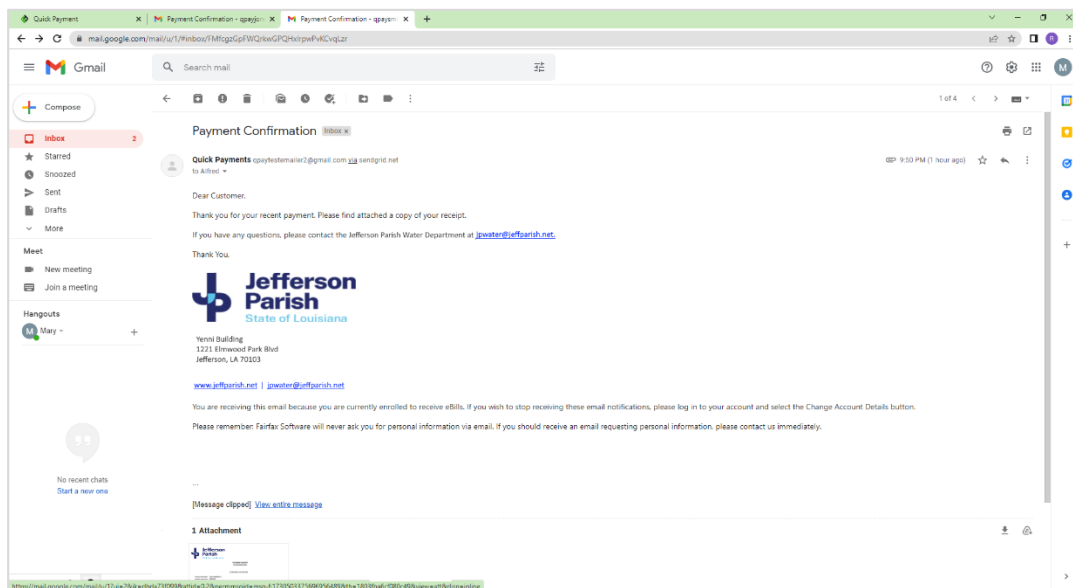 Quick Payment
Payment Confirmation - qpayjon
Payment Confirmation - qpaysm
mail.google.com/mail/u/1/#inbox/FMfcgzGpFWQrkwGPQHxlrpwPvKCvqLzr
Gmail
Search mail
M
Compose
1 of 4
Inbox 2
Starred
Snoozed
Sent
Drafts
More
Meet
New meeting
Join a meeting
Hangouts
M Mary
No recent chats
Start a new one
Payment Confirmation Inbox x
Quick Payments qpaytestemailer2@gmail.com via sendgrid.net 9:50 PM (1 hour ago)
to Alfred
Dear Customer,
Thank you for your recent payment. Please find attached a copy of your receipt.
If you have any questions, please contact the Jefferson Parish Water Department at jpwater@jeffparish.net.
Thank You,
Jefferson
Parish
State of Louisiana
Yenni Building
1221 Elmwood Park Blvd
Jefferson, LA 70103
www.jeffparish.net | jpwater@jeffparish.net
You are receiving this email because you are currently enrolled to receive eBills. If you wish to stop receiving these email notifications, please log in to your account and select the Change Account Details button.
Please remember: Fairfax Software will never ask you for personal information via email. If you should receive an email requesting personal information, please contact us immediately.
...
[Message clipped] View entire message
1 Attachment
Jefferson
Parish